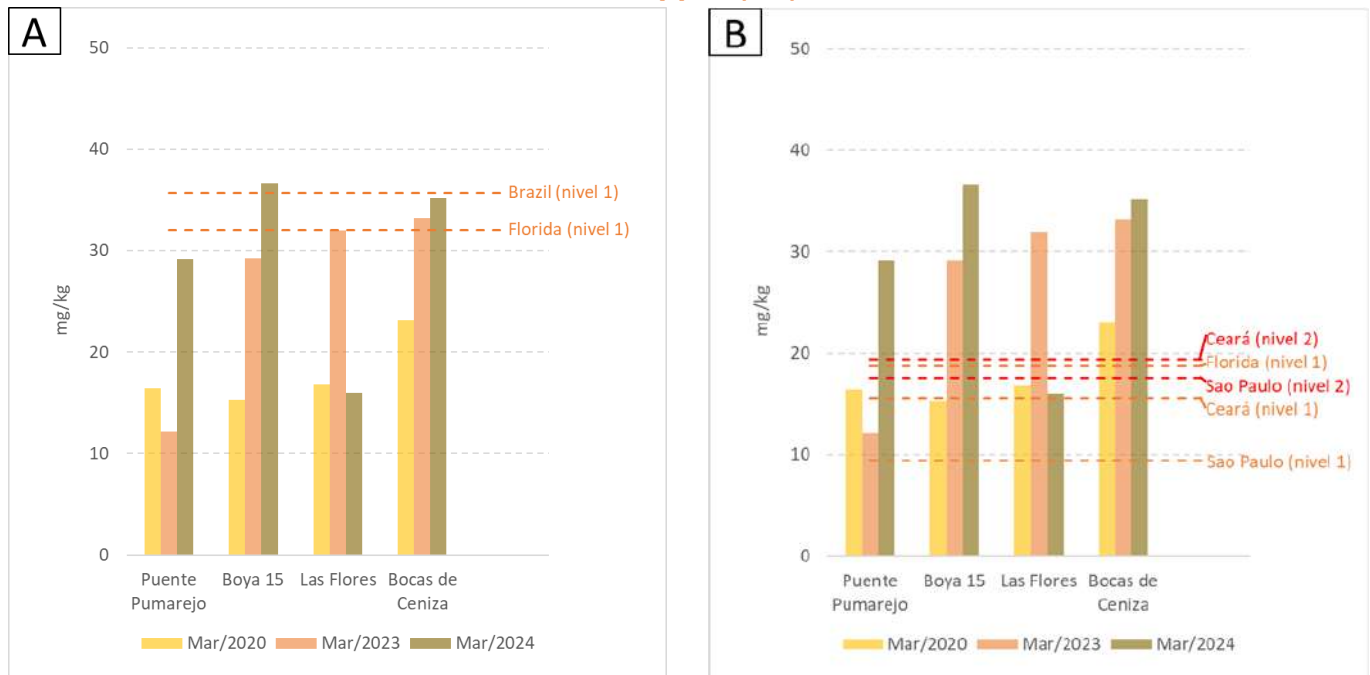 A
50
40
30
20
10
0
mg/kg
Brazil (nivel 1)
Florida (nivel 1)
Puente
Pumarejo
Boya 15
Las Flores
Bocas de
Ceniza
Mar/2020
Mar/2023
Mar/2024
B
50
40
30
20
10
0
mg/kg
Ceará (nivel 2)
Florida (nivel 1)
Sao Paulo (nivel 2)
Ceará (nivel 1)
Sao Paulo (nivel 1)
Puente
Pumarejo
Boya 15
Las Flores
Bocas de
Ceniza
Mar/2020
Mar/2023
Mar/2024